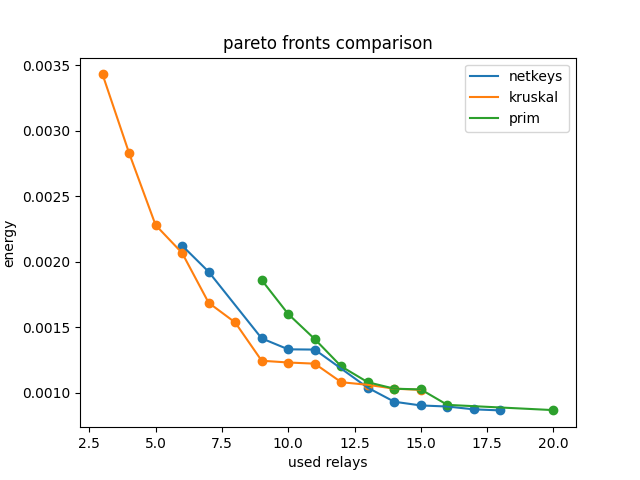 pareto fronts comparison
netkeys
kruskal
prim
energy
0.0035
0.0030
0.0025
0.0020
0.0015
0.0010
2.5 5.0 7.5 10.0 12.5 15.0 17.5 20.0
used relays